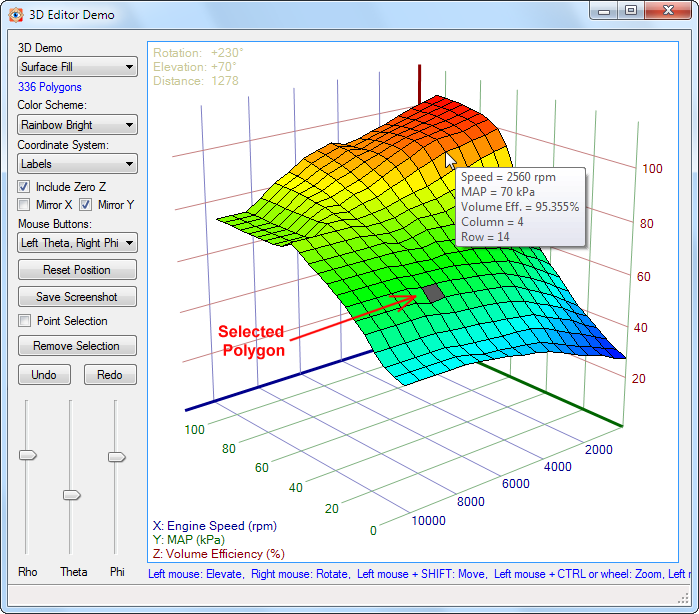 3D Editor Demo
3D Demo
Surface Fill
336 Polygons
Color Scheme:
Rainbow Bright
Coordinate System:
Labels
Include Zero Z
Mirror X Mirror Y
Mouse Buttons:
Left Theta, Right Phi
Reset Position
Save Screenshot
Point Selection
Remove Selection
Undo Redo
Rho Theta Phi
Rotation: +230°
Elevation: +70°
Distance: 1278
Speed = 2560 rpm
MAP = 70 kPa
Volume Eff. = 95.355%
Column = 4
Row = 14
Selected
Polygon
100
80
60
40
20
100
80
60
40
20
0
2000
4000
6000
8000
10000
X: Engine Speed (rpm)
Y: MAP (kPa)
Z: Volume Efficiency (%)
Left mouse: Elevate, Right mouse: Rotate, Left mouse + SHIFT: Move, Left mouse + CTRL or wheel: Zoom, Left